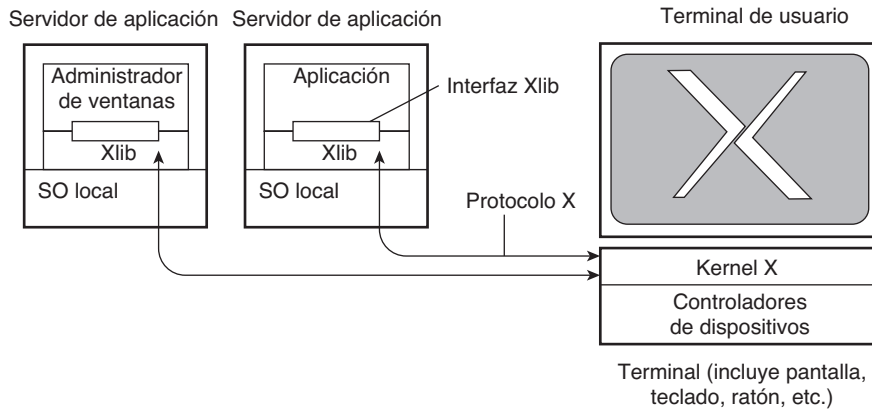 Servidor de aplicación
Servidor de aplicación
Terminal de usuario
Administrador
de ventanas
Xlib
SO local
Aplicación
Xlib
SO local
Interfaz Xlib
Protocolo X
Kernel X
Controladores
de dispositivos
Terminal (incluye pantalla,
teclado, ratón, etc.)